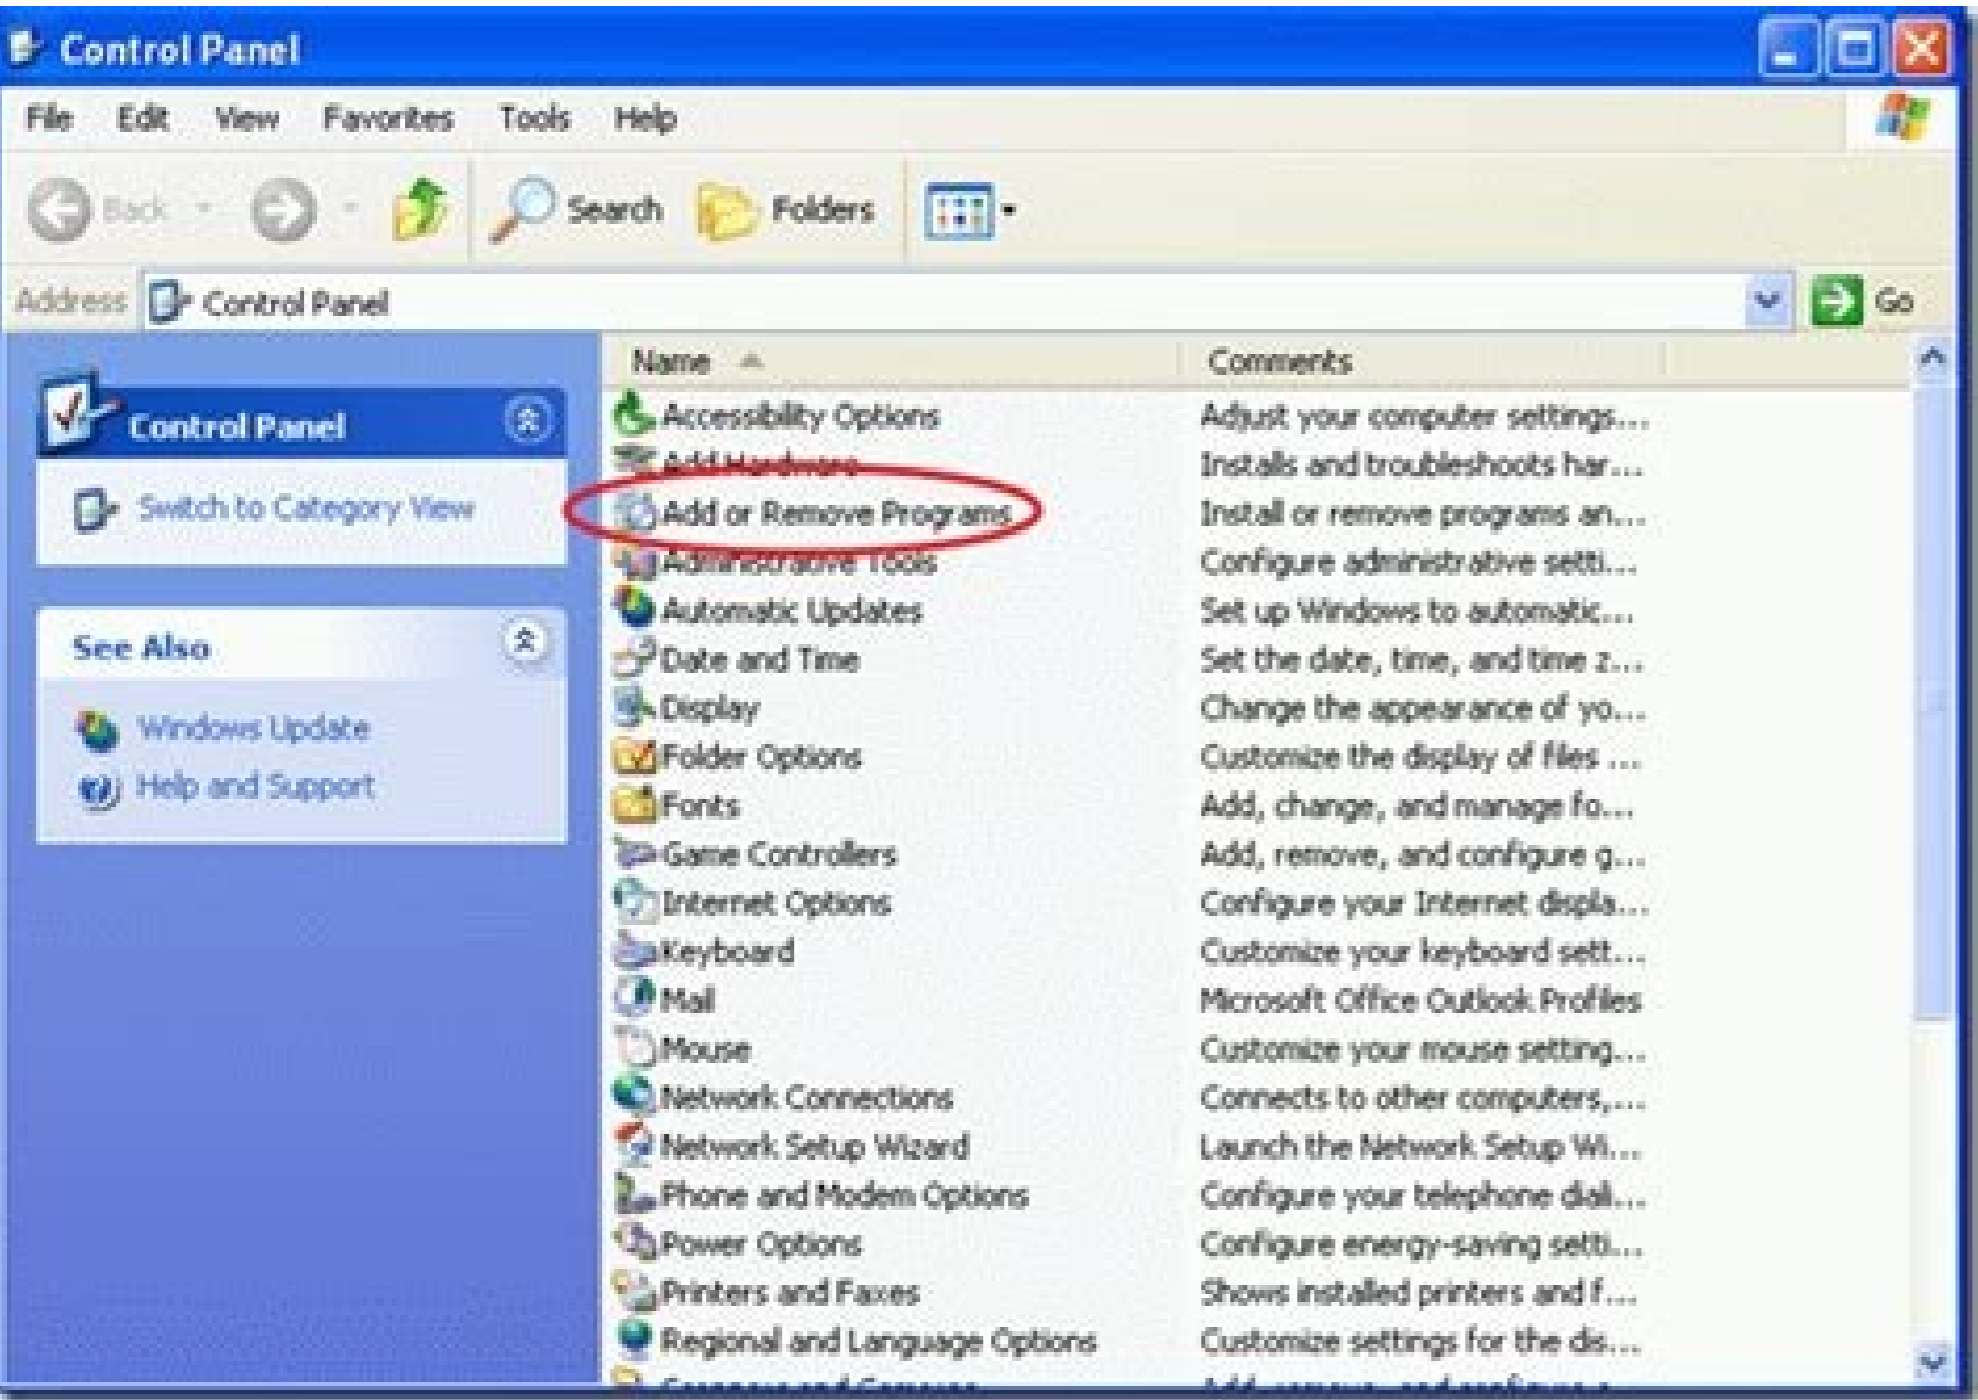 Control Panel
File Edit View Favorites Tools Help
Back Search Folders
Address Control Panel Go
Control Panel
Switch to Category View
See Also
Windows Update
Help and Support
Name Comments
Accessibility Options Adjust your computer settings...
Add Hardware Installs and troubleshoots har...
Add or Remove Programs Install or remove programs an...
Administrative Tools Configure administrative setti...
Automatic Updates Set up Windows to automatic...
Date and Time Set the date, time, and time z...
Display Change the appearance of yo...
Folder Options Customize the display of files ...
Fonts Add, change, and manage fo...
Game Controllers Add, remove, and configure g...
Internet Options Configure your Internet displa...
Keyboard Customize your keyboard sett...
Mail Microsoft Office Outlook Profiles
Mouse Customize your mouse setting...
Network Connections Connects to other computers,...
Network Setup Wizard Launch the Network Setup Wi...
Phone and Modem Options Configure your telephone diali...
Power Options Configure energy-saving setti...
Printers and Faxes Shows installed printers and f...
Regional and Language Options Customize settings for the dis...